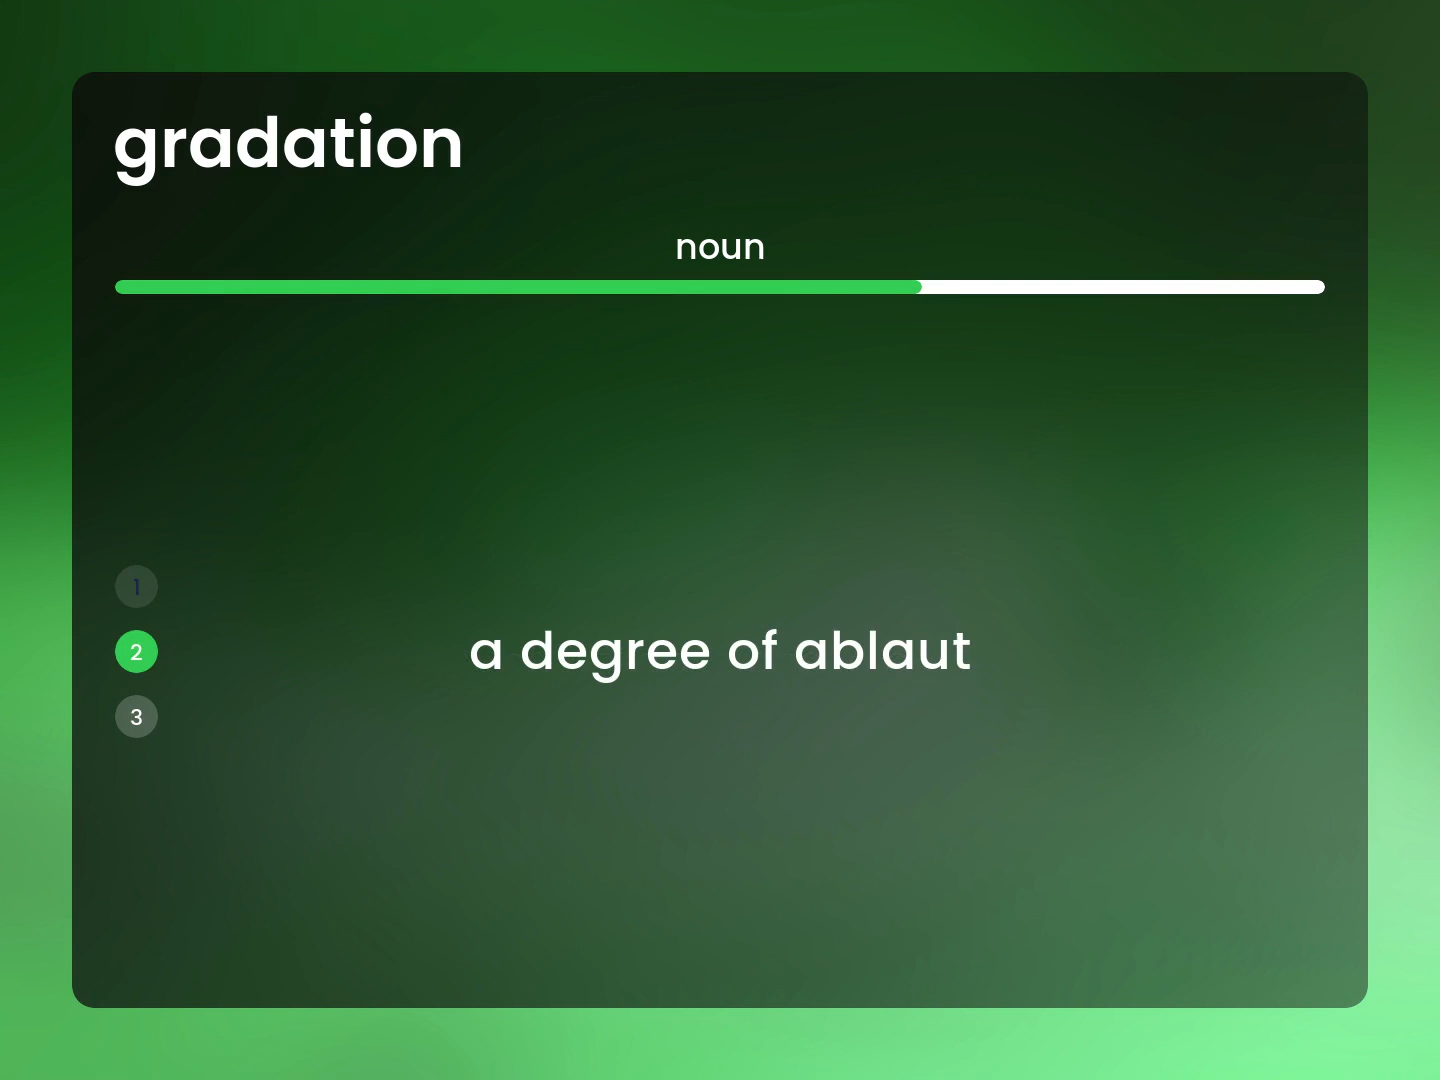 gradation
noun
1
2
a degree of ablaut
3